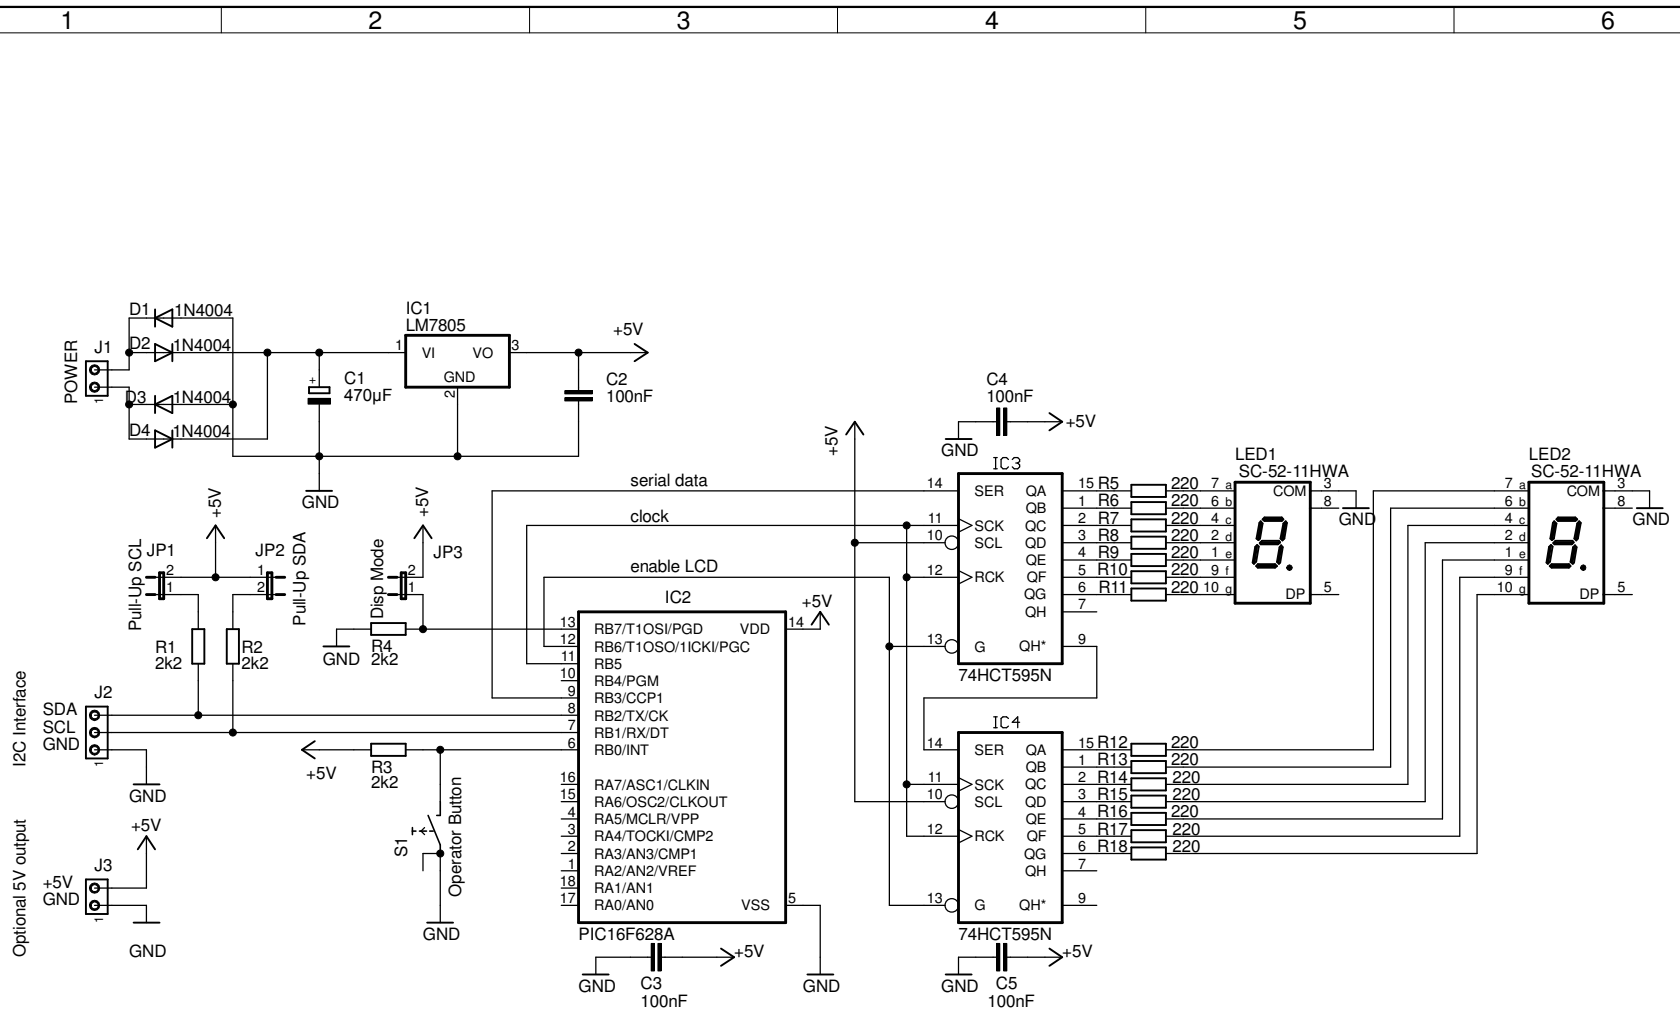 1 2 3 4 5 6
D1 1N4004
D2 1N4004
D3 1N4004
D4 1N4004
POWER
J1
1
IC1
LM7805
1 VI VO 3
GND
2
+5V
C1
470µF
+
C2
100nF
GND
C4
100nF
GND
+5V
+5V
serial data
clock
enable LCD
+5V
JP1
2
1
Pull-Up SCL
JP2
1
2
Pull-Up SDA
+5V
JP3
2
1
Disp Mode
R1
2k2
R2
2k2
GND
R4
2k2
I2C Interface
J2
SDA
SCL
GND
1
GND
+5V
R3
2k2
S1
Operator Button
GND
Optional 5V output
J3
+5V
GND
1
+5V
GND
IC2
13 RB7/T1OSI/PGD
12 RB6/T1OSO/1ICKI/PGC
11 RB5
10 RB4/PGM
9 RB3/CCP1
8 RB2/TX/CK
7 RB1/RX/DT
6 RB0/INT
16 RA7/ASC1/CLKIN
15 RA6/OSC2/CLKOUT
4 RA5/MCLR/VPP
3 RA4/TOCKI/CMP2
2 RA3/AN3/CMP1
1 RA2/AN2/VREF
18 RA1/AN1
17 RA0/AN0
VDD 14
+5V
VSS 5
PIC16F628A
GND
C3
100nF
+5V
GND
IC3
14 SER
11 SCK
10 SCL
12 RCK
13 G
QA 15 R5 220
QB 1 R6 220
QC 2 R7 220
QD 3 R8 220
QE 4 R9 220
QF 5 R10 220
QG 6 R11 220
QH 7
QH* 9
74HCT595N
IC4
14 SER
11 SCK
10 SCL
12 RCK
13 G
QA 15 R12 220
QB 1 R13 220
QC 2 R14 220
QD 3 R15 220
QE 4 R16 220
QF 5 R17 220
QG 6 R18 220
QH 7
QH* 9
74HCT595N
GND
C5
100nF
+5V
LED1
SC-52-11HWA
7 a COM 3
6 b 8
4 c
2 d
1 e
9 f
10 g DP 5
8.
GND
LED2
SC-52-11HWA
7 a COM 3
6 b 8
4 c
2 d
1 e
9 f
10 g DP 5
8.
GND